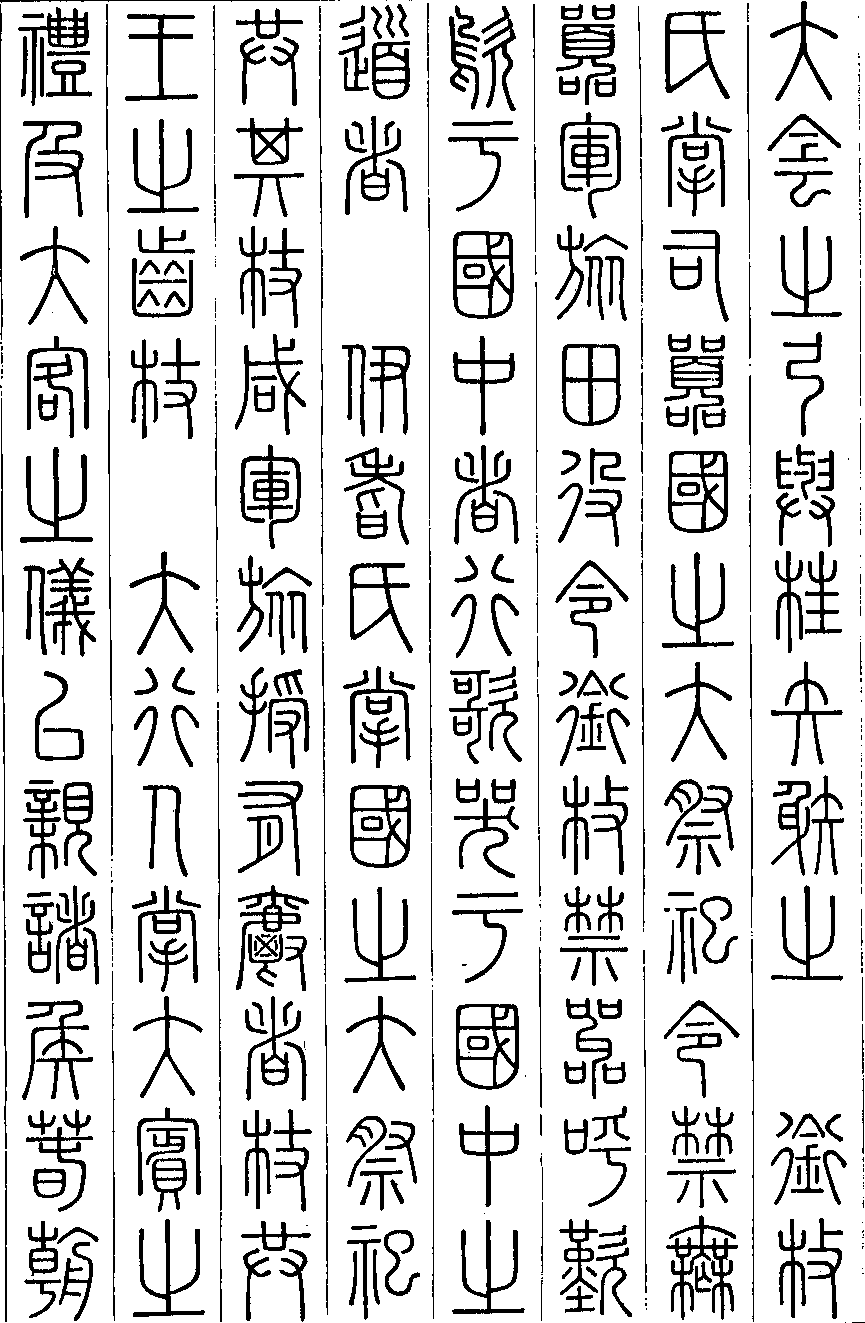 大侌之弓與枉矢射之　銜枚
氏掌司囂國之大祭祀令禁無
囂軍旅田役令銜枚禁嘂呼歎
鳴于國中者行歌哭于國中之
道者　伊耆氏掌國之大祭祀
共其杖咸軍旅授有爵者杖共
王之齒杖　大行人掌大賓之
禮及大客之儀以親諸侯春朝